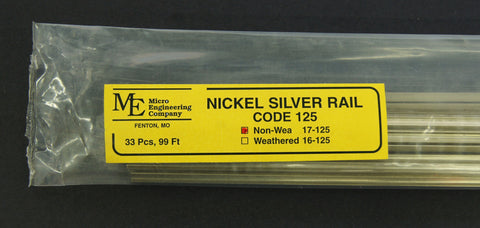 ME Micro
Engineering
Company
FENTON, MO
33 Pcs, 99 Ft
NICKEL SILVER RAIL
CODE 125
Non-Wea 17-125
Weathered 16-125